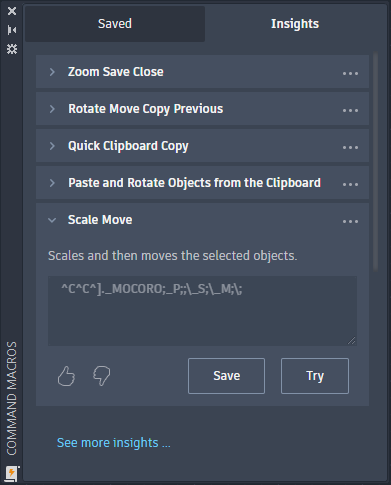 Saved
Insights
Zoom Save Close
Rotate Move Copy Previous
Quick Clipboard Copy
Paste and Rotate Objects from the Clipboard
Scale Move
Scales and then moves the selected objects.
^C^C^]._MOCORO;_P;;\_S;\_M;\;
Save
Try
See more insights ...
COMMAND MACROS